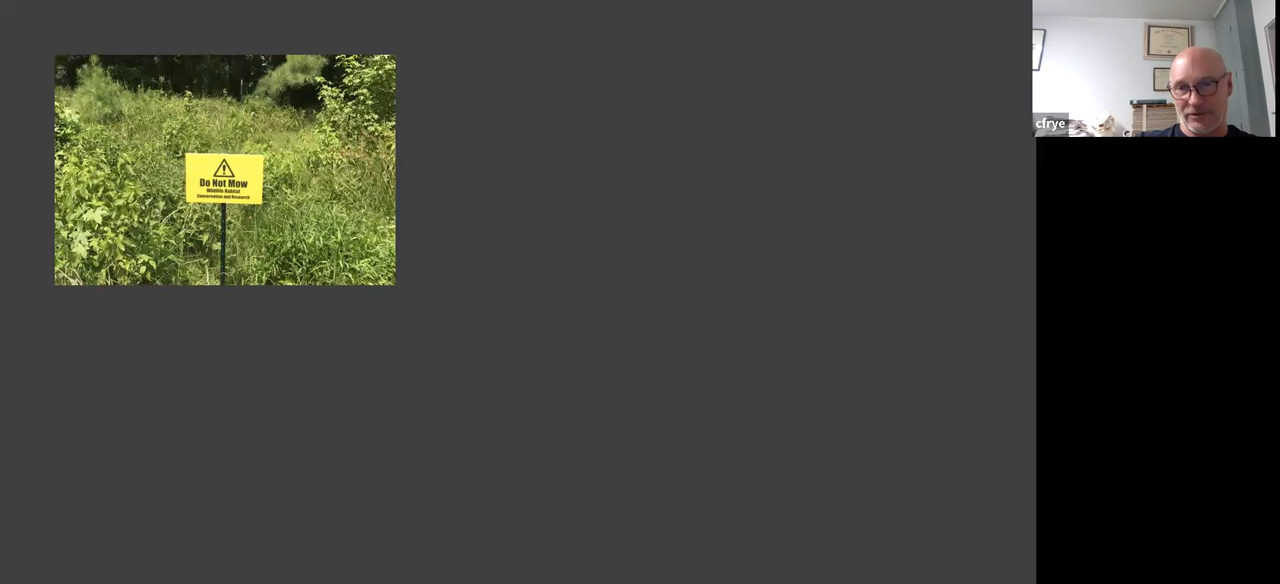 Do Not Mow
Wildlife Habitat
Conservation and Research
cfrye